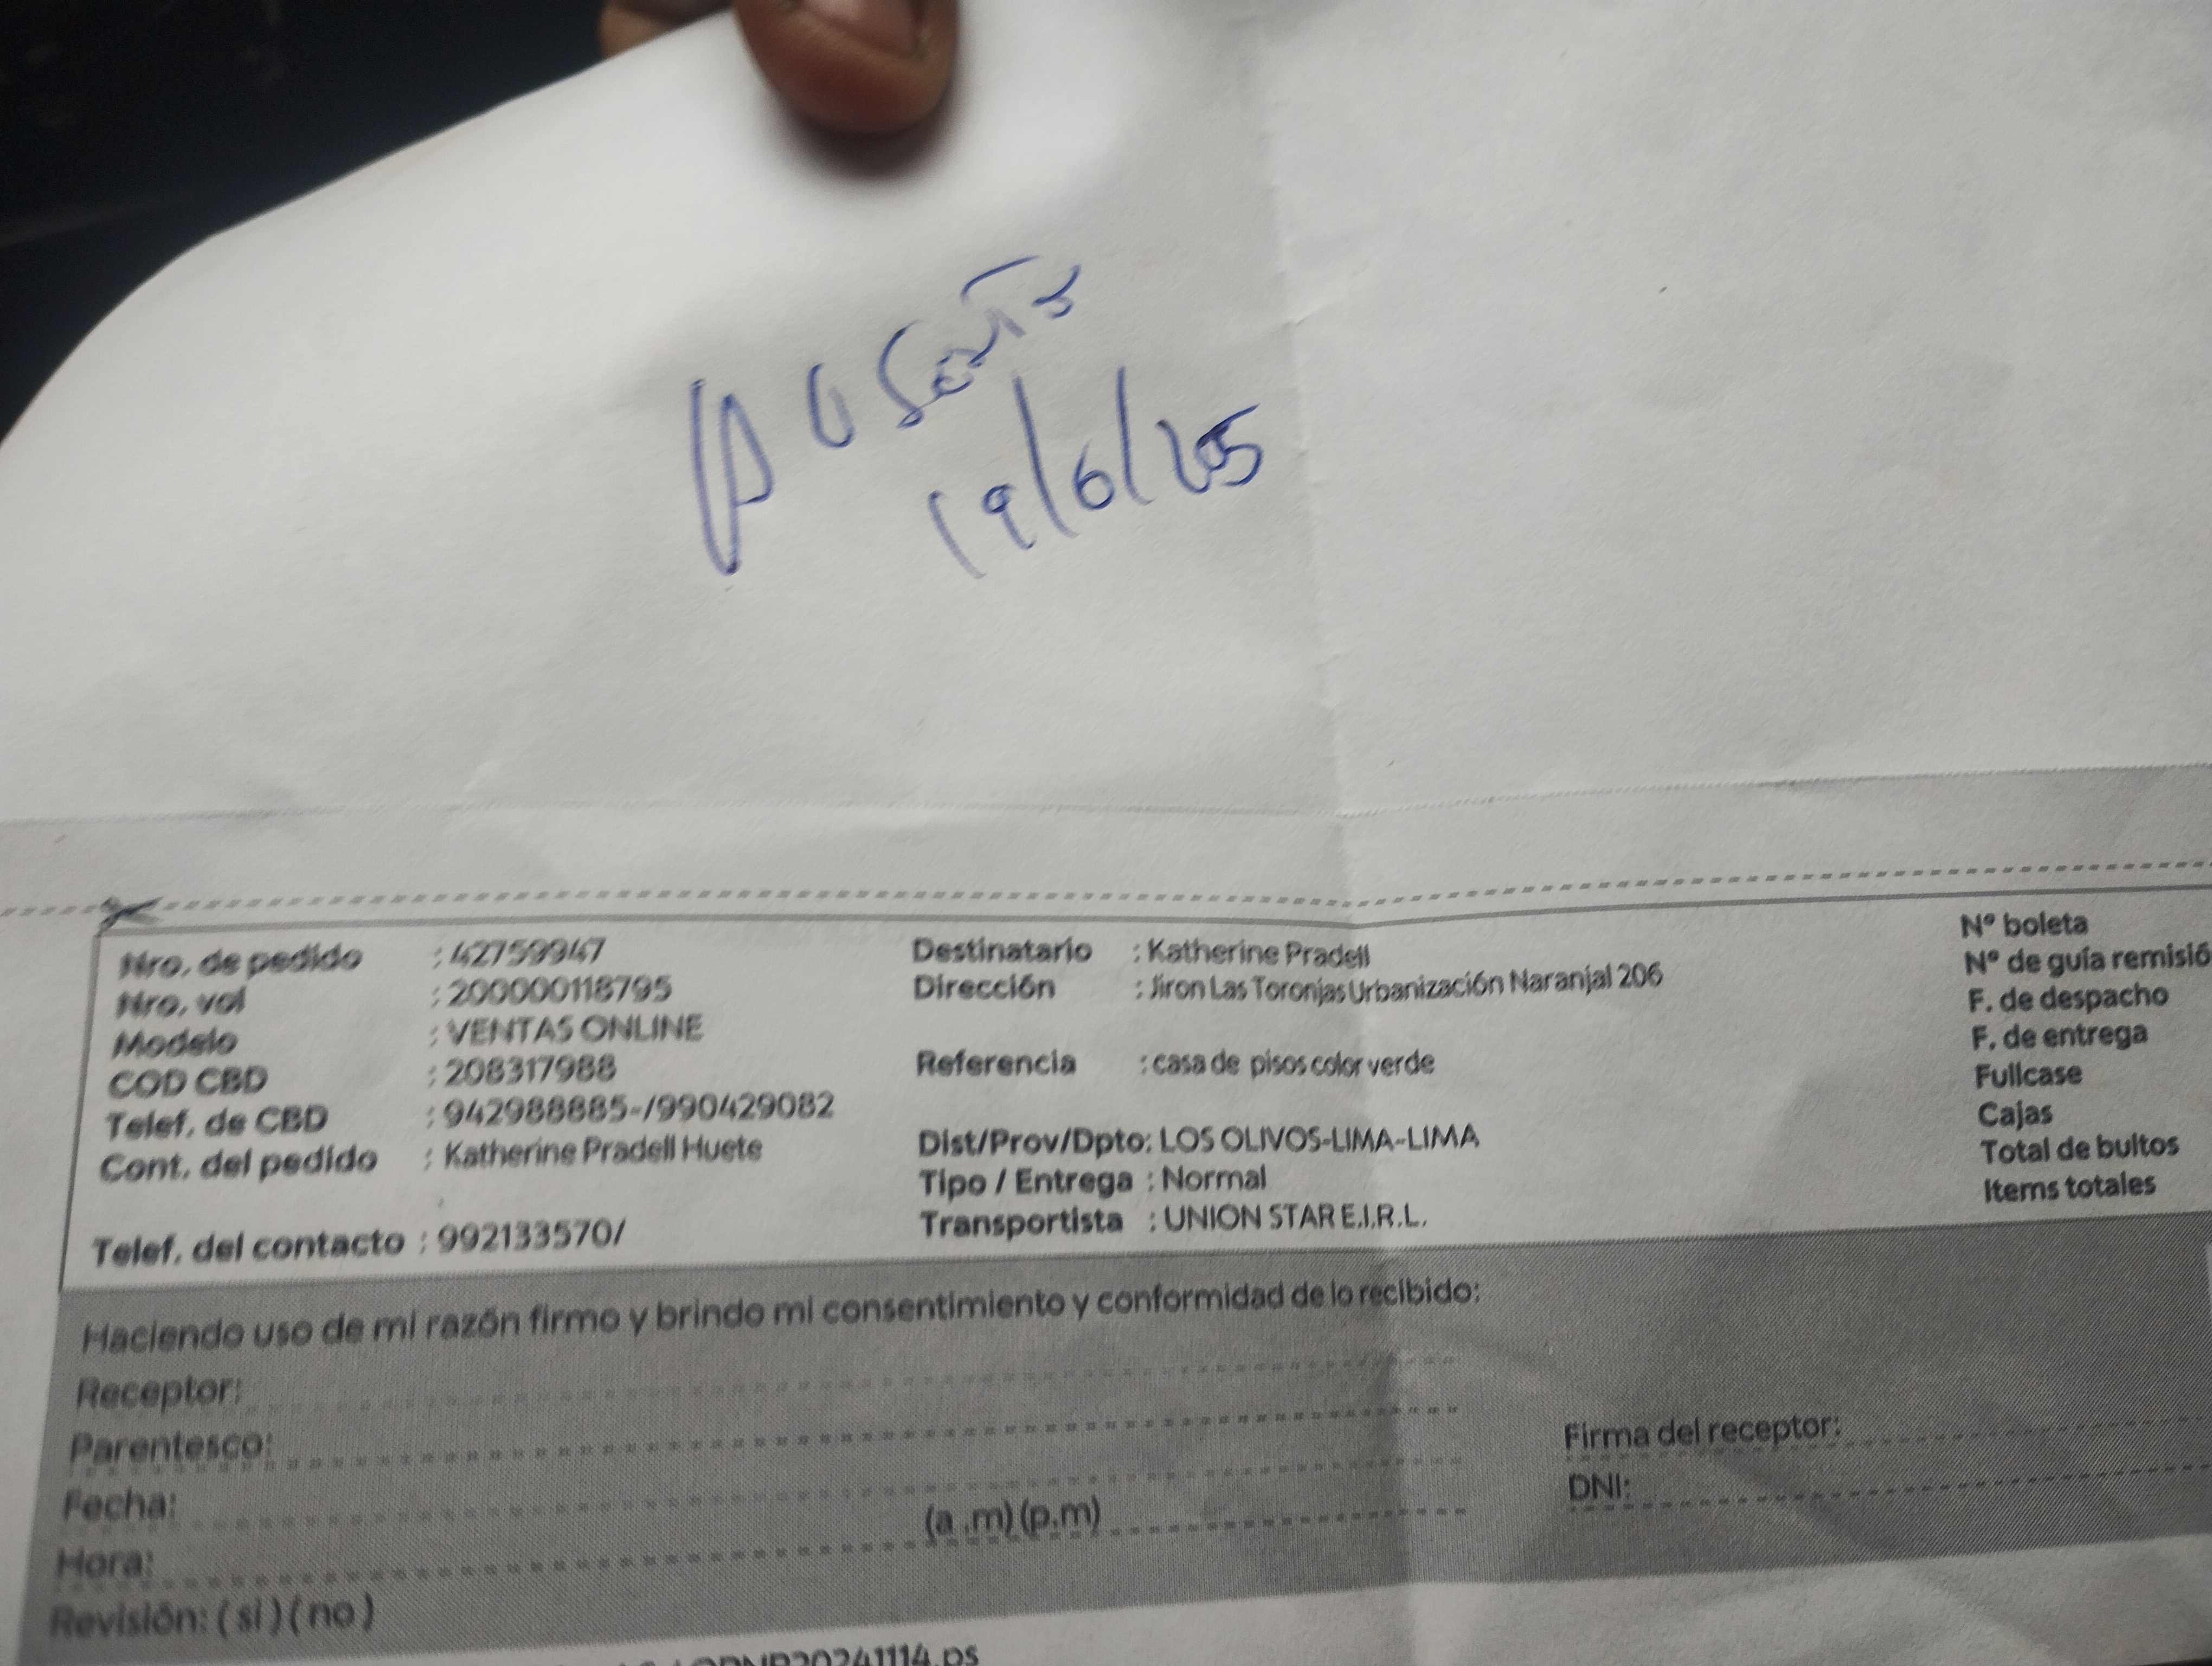 Ausente
19/6/205
Nro. de pedido : 42759947
Nro. vol : 200000118795
Modelo : VENTAS ONLINE
COD CBD : 208317988
Telef. de CBD : 942988885-/990429082
Cont. del pedido : Katherine Pradell Huete
Telef. del contacto : 992133570/
Destinatario : Katherine Pradell
Dirección : Jiron Las Toronjas Urbanización Naranjal 206
Referencia : casa de pisos color verde
Dist/Prov/Dpto: LOS OLIVOS-LIMA-LIMA
Tipo / Entrega : Normal
Transportista : UNION STAR E.I.R.L.
N° boleta
N° de guía remisió
F. de despacho
F. de entrega
Fullcase
Cajas
Total de bultos
Items totales
Haciendo uso de mi razón firmo y brindo mi consentimiento y conformidad de lo recibido:
Receptor:
Parentesco:
Fecha:
Hora: (a .m) (p.m)
Revisión: ( si ) ( no )
Firma del receptor:
DNI:
20241114.ps